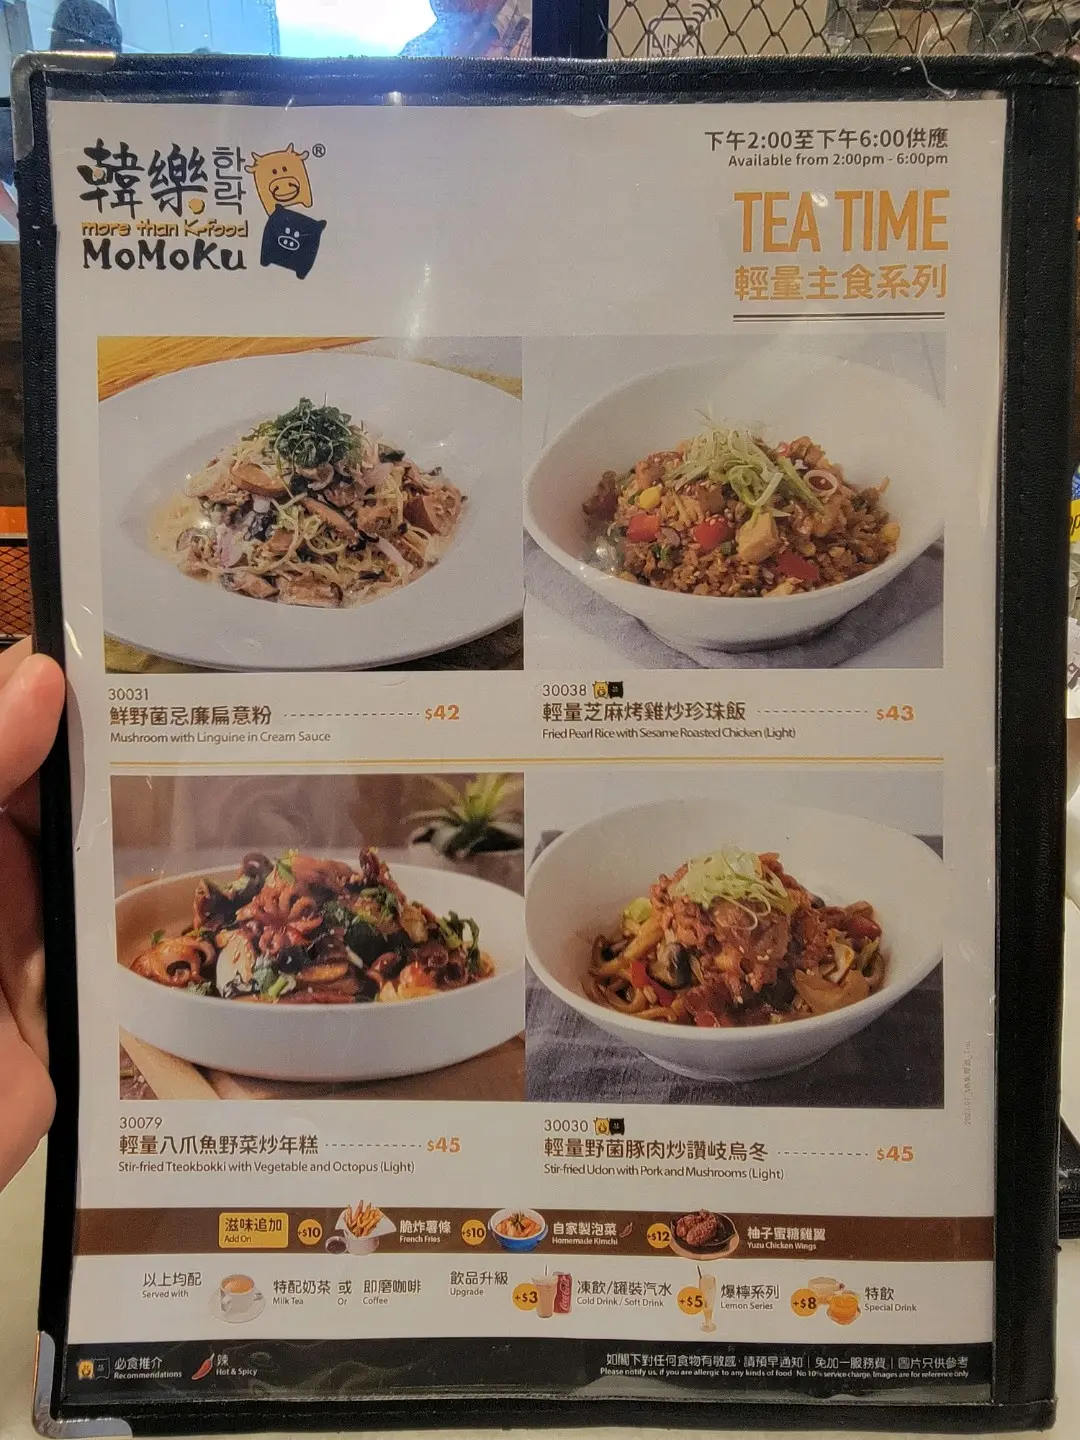 韓樂 한락®
more than K-food
MoMoKu
下午2:00至下午6:00供應
Available from 2:00pm - 6:00pm
TEA TIME
輕量主食系列
30031
鮮野菌忌廉扁意粉 $42
Mushroom with Linguine in Cream Sauce
30038
輕量芝麻烤雞炒珍珠飯 $43
Fried Pearl Rice with Sesame Roasted Chicken (Light)
30079
輕量八爪魚野菜炒年糕 $45
Stir-fried Tteokbokki with Vegetable and Octopus (Light)
30030
輕量野菌豚肉炒讚岐烏冬 $45
Stir-fried Udon with Pork and Mushrooms (Light)
滋味追加
Add On
+$10 脆炸薯條
French Fries
+$10 自家製泡菜
Homemade Kimchi
+$12 柚子蜜糖雞翼
Yuzu Chicken Wings
以上均配
Served with
特配奶茶 或 即磨咖啡
Milk Tea Or Coffee
飲品升級
Upgrade
+$3 凍飲/罐裝汽水
Cold Drink / Soft Drink
+$5 爆檸系列
Lemon Series
+$8 特飲
Special Drink
必食推介
Recommendations
辣
Hot & Spicy
如閣下對任何食物有敏感，請預早通知 | 免加一服務費 | 圖片只供參考
Please notify us if you are allergic to any kinds of food No 10% service charge. Images are for reference only